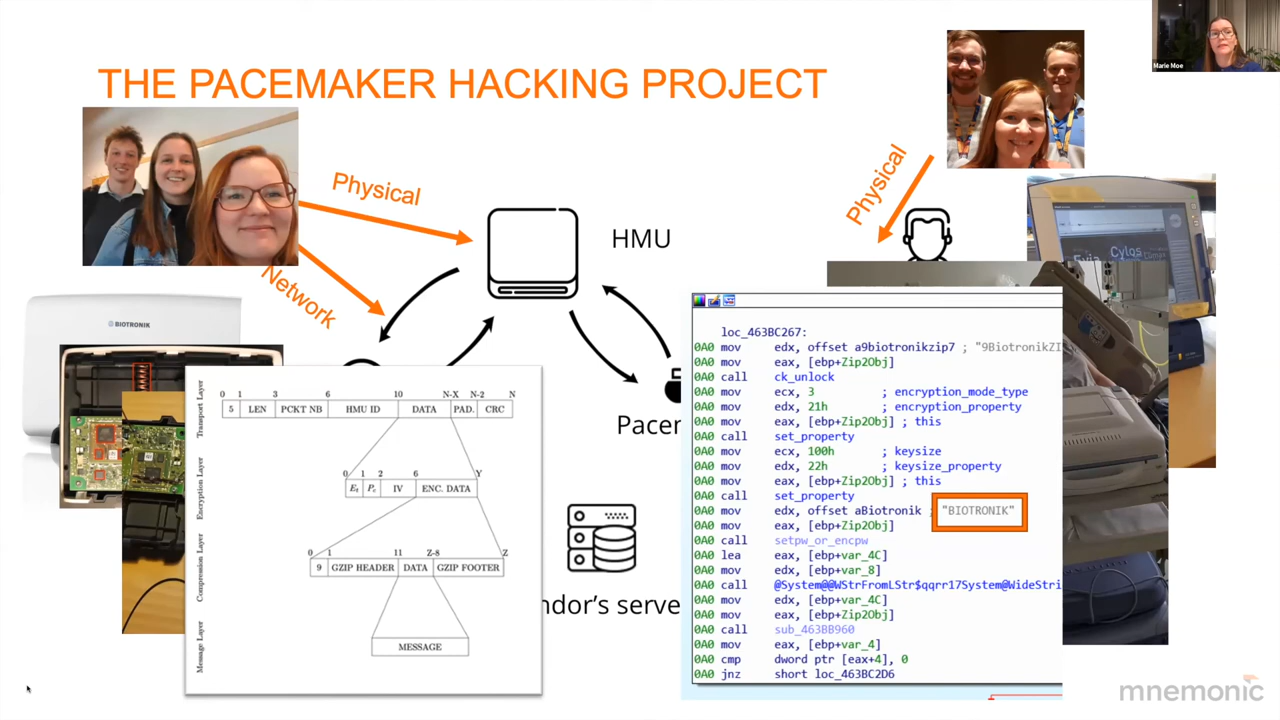 THE PACEMAKER HACKING PROJECT
Marie Moe
Physical
Network
HMU
Physical
BIOTRONIK
Evia
Cylos
Pacem
ndor's serve
Transport Layer
0 1 3 6 10 N-X N-2 N
5 LEN PCKT NB HMU ID DATA PAD. CRC
Encryption Layer
0 1 2 6 Y
Et Pc IV ENC. DATA
Compression Layer
0 1 11 Z-8 Z
9 GZIP HEADER DATA GZIP FOOTER
Message Layer
MESSAGE
loc_463BC267:
0A0 mov edx, offset a9biotronikzip7 ; "9BiotronikZI
0A0 mov eax, [ebp+Zip2Obj]
0A0 call ck_unlock
0A0 mov ecx, 3 ; encryption_mode_type
0A0 mov edx, 21h ; encryption_property
0A0 mov eax, [ebp+Zip2Obj] ; this
0A0 call set_property
0A0 mov ecx, 100h ; keysize
0A0 mov edx, 22h ; keysize_property
0A0 mov eax, [ebp+Zip2Obj] ; this
0A0 call set_property
0A0 mov edx, offset aBiotronik ; "BIOTRONIK"
0A0 mov eax, [ebp+Zip2Obj]
0A0 call setpw_or_encpw
0A0 lea eax, [ebp+var_4C]
0A0 mov edx, [ebp+var_8]
0A0 call @System@@WStrFromLStr$qqrr17System@WideStri
0A0 mov edx, [ebp+var_4C]
0A0 mov eax, [ebp+Zip2Obj]
0A0 call sub_463BB960
0A0 mov eax, [ebp+var_4]
0A0 cmp dword ptr [eax+4], 0
0A0 jnz short loc_463BC2D6
mnemonic